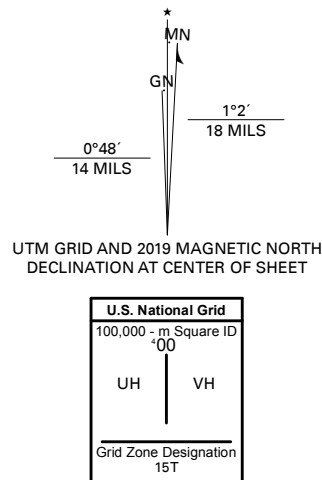 ★
MN
GN
1°2´
18 MILS
0°48´
14 MILS
UTM GRID AND 2019 MAGNETIC NORTH
DECLINATION AT CENTER OF SHEET
U.S. National Grid
100,000 - m Square ID
⁴00
UH VH
Grid Zone Designation
15T